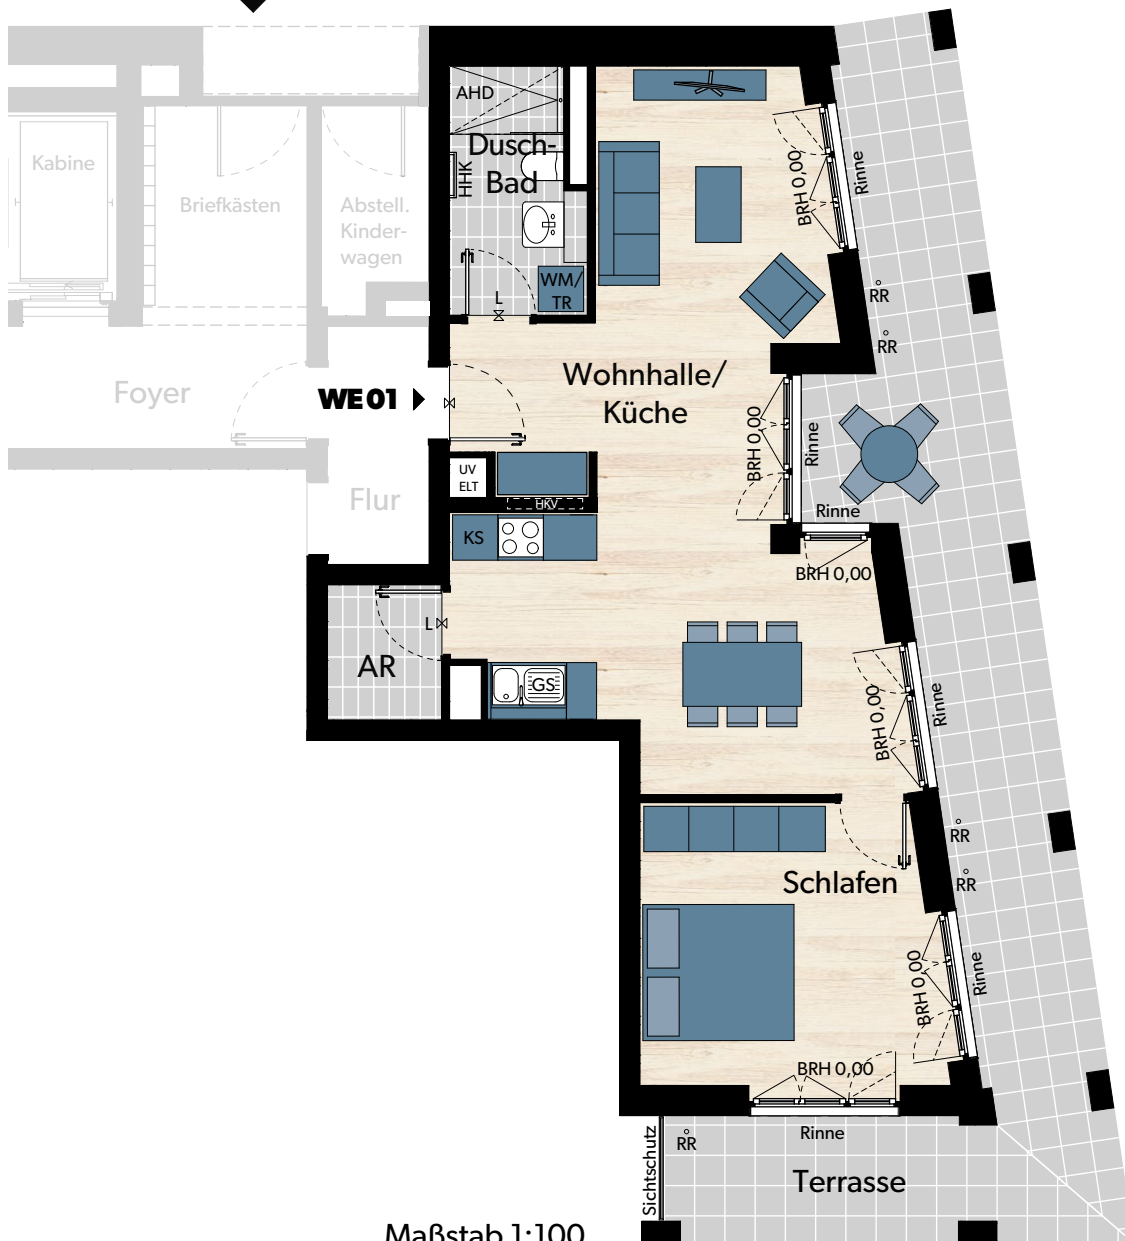 AHD
Dusch-
Bad
HHK
WM/
TR
L
Kabine
Briefkästen
Abstell.
Kinder-
wagen
BRH 0,00
Rinne
RR
RR
Foyer
WE 01
Wohnhalle/
Küche
BRH 0,00
Rinne
Rinne
BRH 0,00
UV
ELT
HKV
Flur
KS
L
AR
GS
BRH 0,00
Rinne
RR
RR
Schlafen
BRH 0,00
Rinne
BRH 0,00
Rinne
Sichtschutz
RR
Terrasse
Maßstab 1:100